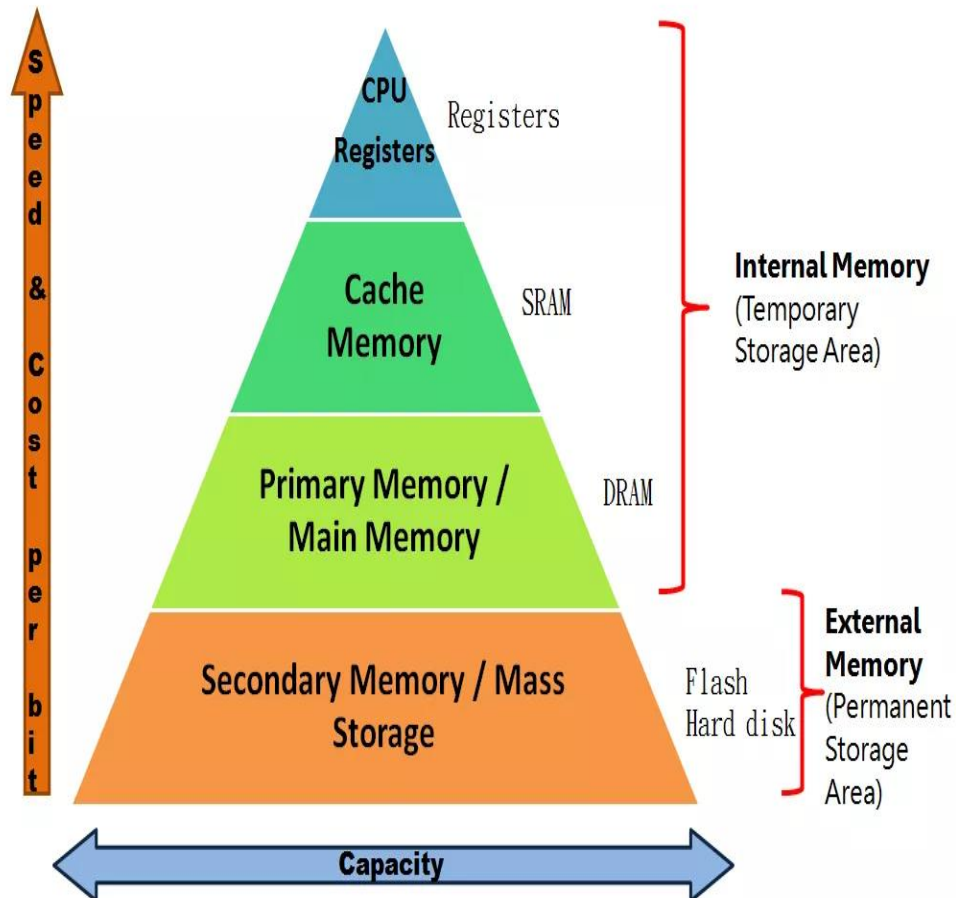 Speed & Cost per bit
CPU
Registers
Registers
Cache
Memory
SRAM
Primary Memory /
Main Memory
DRAM
Secondary Memory / Mass
Storage
Flash
Hard disk
Internal Memory
(Temporary
Storage Area)
External
Memory
(Permanent
Storage
Area)
Capacity